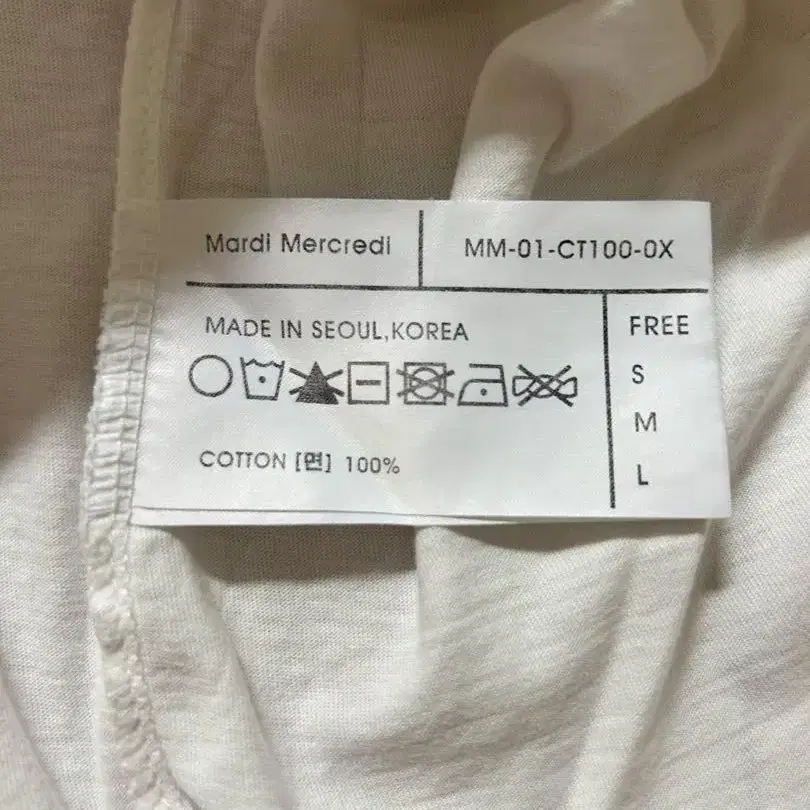 Mardi Mercredi
MM-01-CT100-0X
MADE IN SEOUL,KOREA
COTTON [면] 100%
FREE
S
M
L